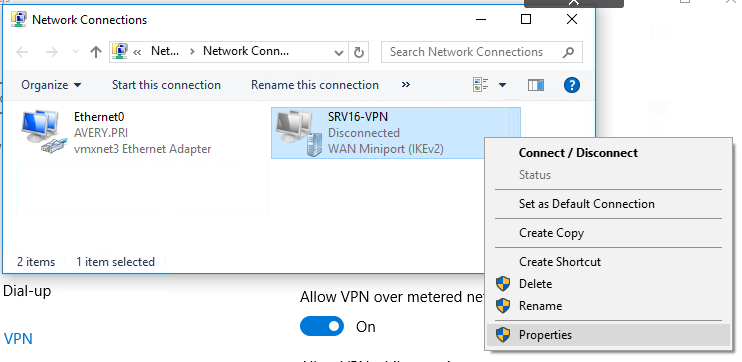 Network Connections
« Net... > Network Conn...
Search Network Connections
Organize
Start this connection
Rename this connection
»
Ethernet0
AVERY.PRI
vmxnet3 Ethernet Adapter
SRV16-VPN
Disconnected
WAN Miniport (IKEv2)
Connect / Disconnect
Status
Set as Default Connection
Create Copy
Create Shortcut
Delete
Rename
Properties
2 items
1 item selected
Dial-up
VPN
Allow VPN over metered
On